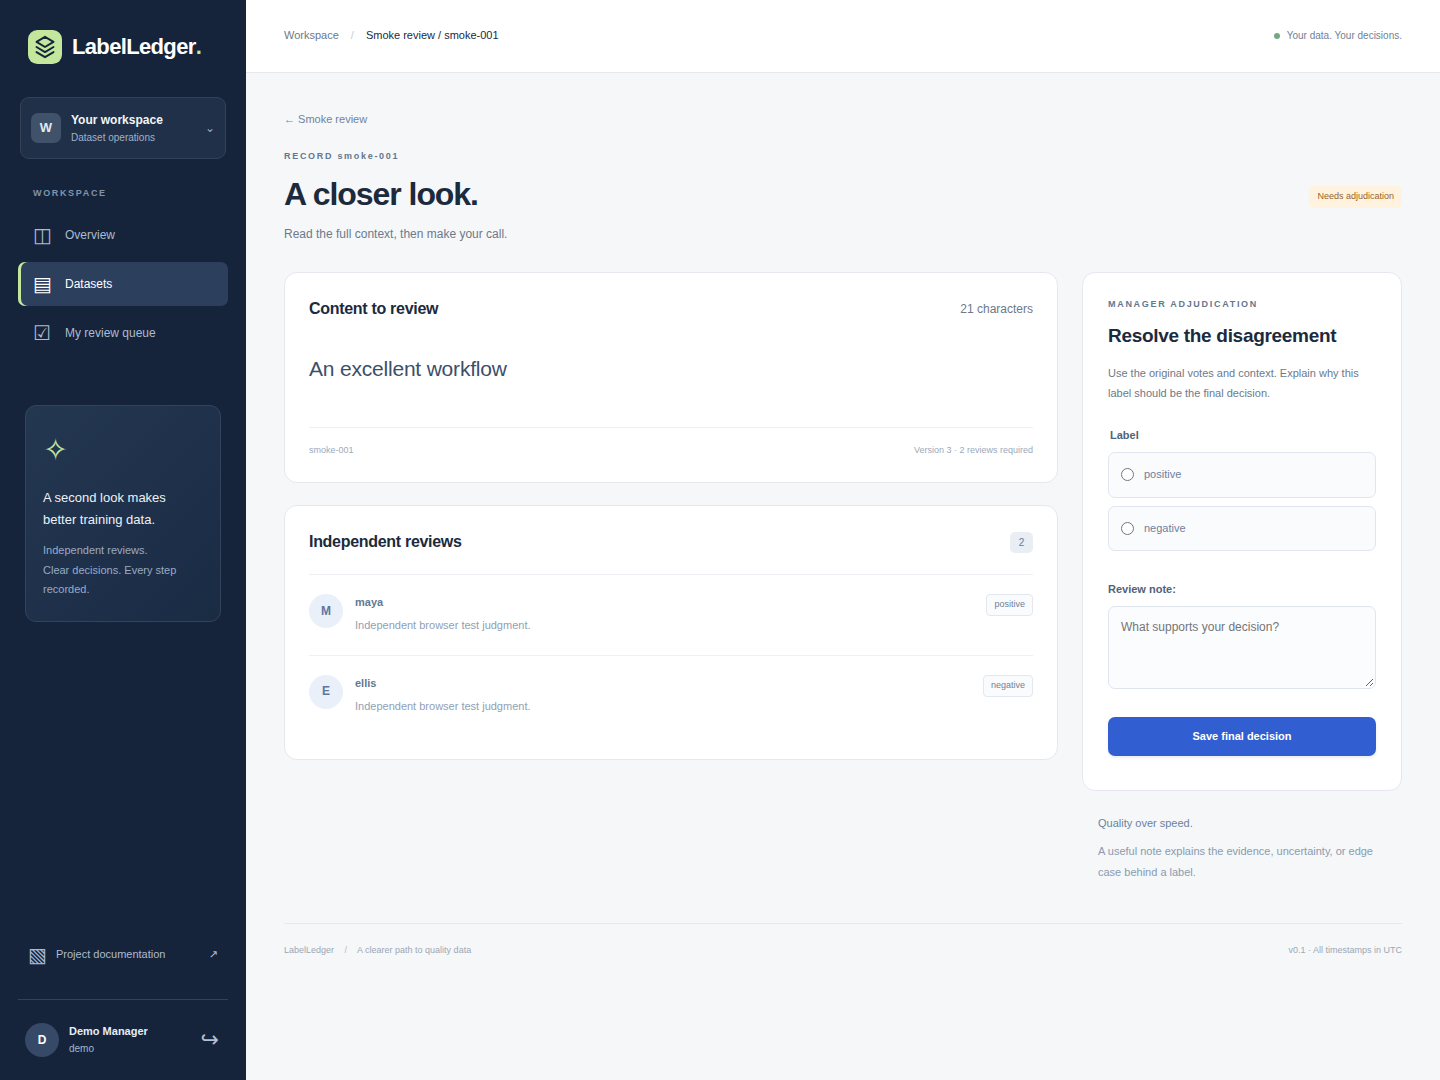 LabelLedger.
W
Your workspace
Dataset operations
WORKSPACE
Overview
Datasets
My review queue
A second look makes
better training data.
Independent reviews.
Clear decisions. Every step
recorded.
Project documentation ↗
D
Demo Manager
demo
Workspace / Smoke review / smoke-001
Your data. Your decisions.
← Smoke review
RECORD smoke-001
A closer look.
Needs adjudication
Read the full context, then make your call.
Content to review
21 characters
An excellent workflow
smoke-001
Version 3 · 2 reviews required
Independent reviews
2
M
maya
positive
Independent browser test judgment.
E
ellis
negative
Independent browser test judgment.
MANAGER ADJUDICATION
Resolve the disagreement
Use the original votes and context. Explain why this
label should be the final decision.
Label
positive
negative
Review note:
What supports your decision?
Save final decision
Quality over speed.
A useful note explains the evidence, uncertainty, or edge
case behind a label.
LabelLedger / A clearer path to quality data
v0.1 · All timestamps in UTC